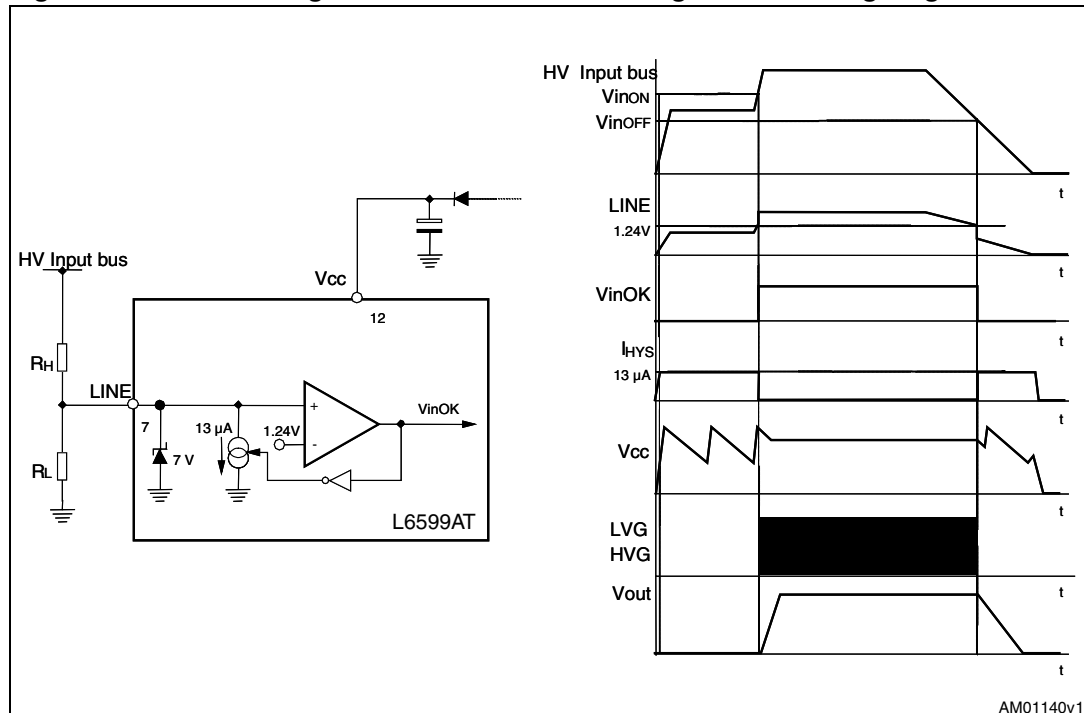 HV Input bus
RH
RL
LINE
7
7 V
13 µA
1.24V
+
-
VinOK
Vcc
12
L6599AT
HV Input bus
VinON
VinOFF
t
LINE
1.24V
t
VinOK
t
IHYS
13 µA
t
Vcc
t
LVG
HVG
t
Vout
t
AM01140v1